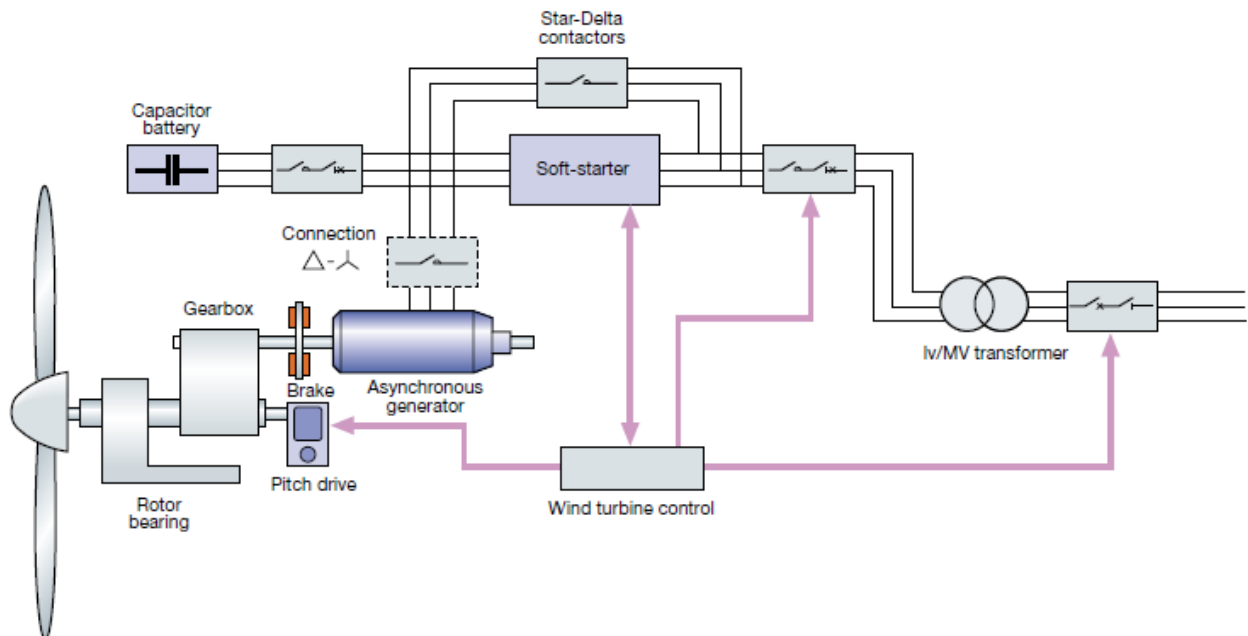 Star-Delta
contactors
Capacitor
battery
Soft-starter
Connection
Gearbox
lv/MV transformer
Brake
Asynchronous
generator
Pitch drive
Rotor
bearing
Wind turbine control